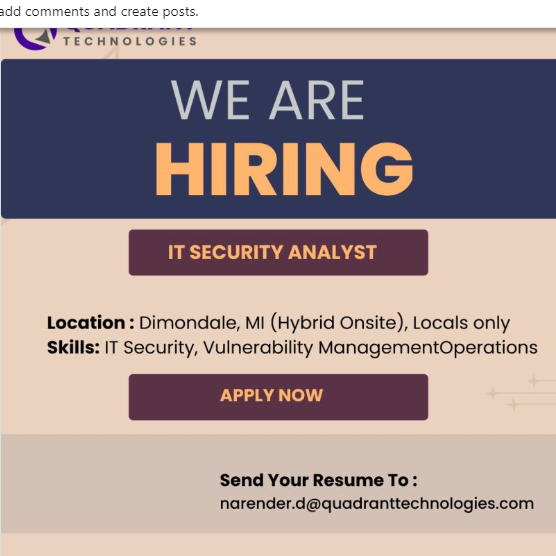 add comments and create posts.
TECHNOLOGIES
WE ARE
HIRING
IT SECURITY ANALYST
Location : Dimondale, MI (Hybrid Onsite), Locals only
Skills: IT Security, Vulnerability ManagementOperations
APPLY NOW
Send Your Resume To :
narender.d@quadranttechnologies.com